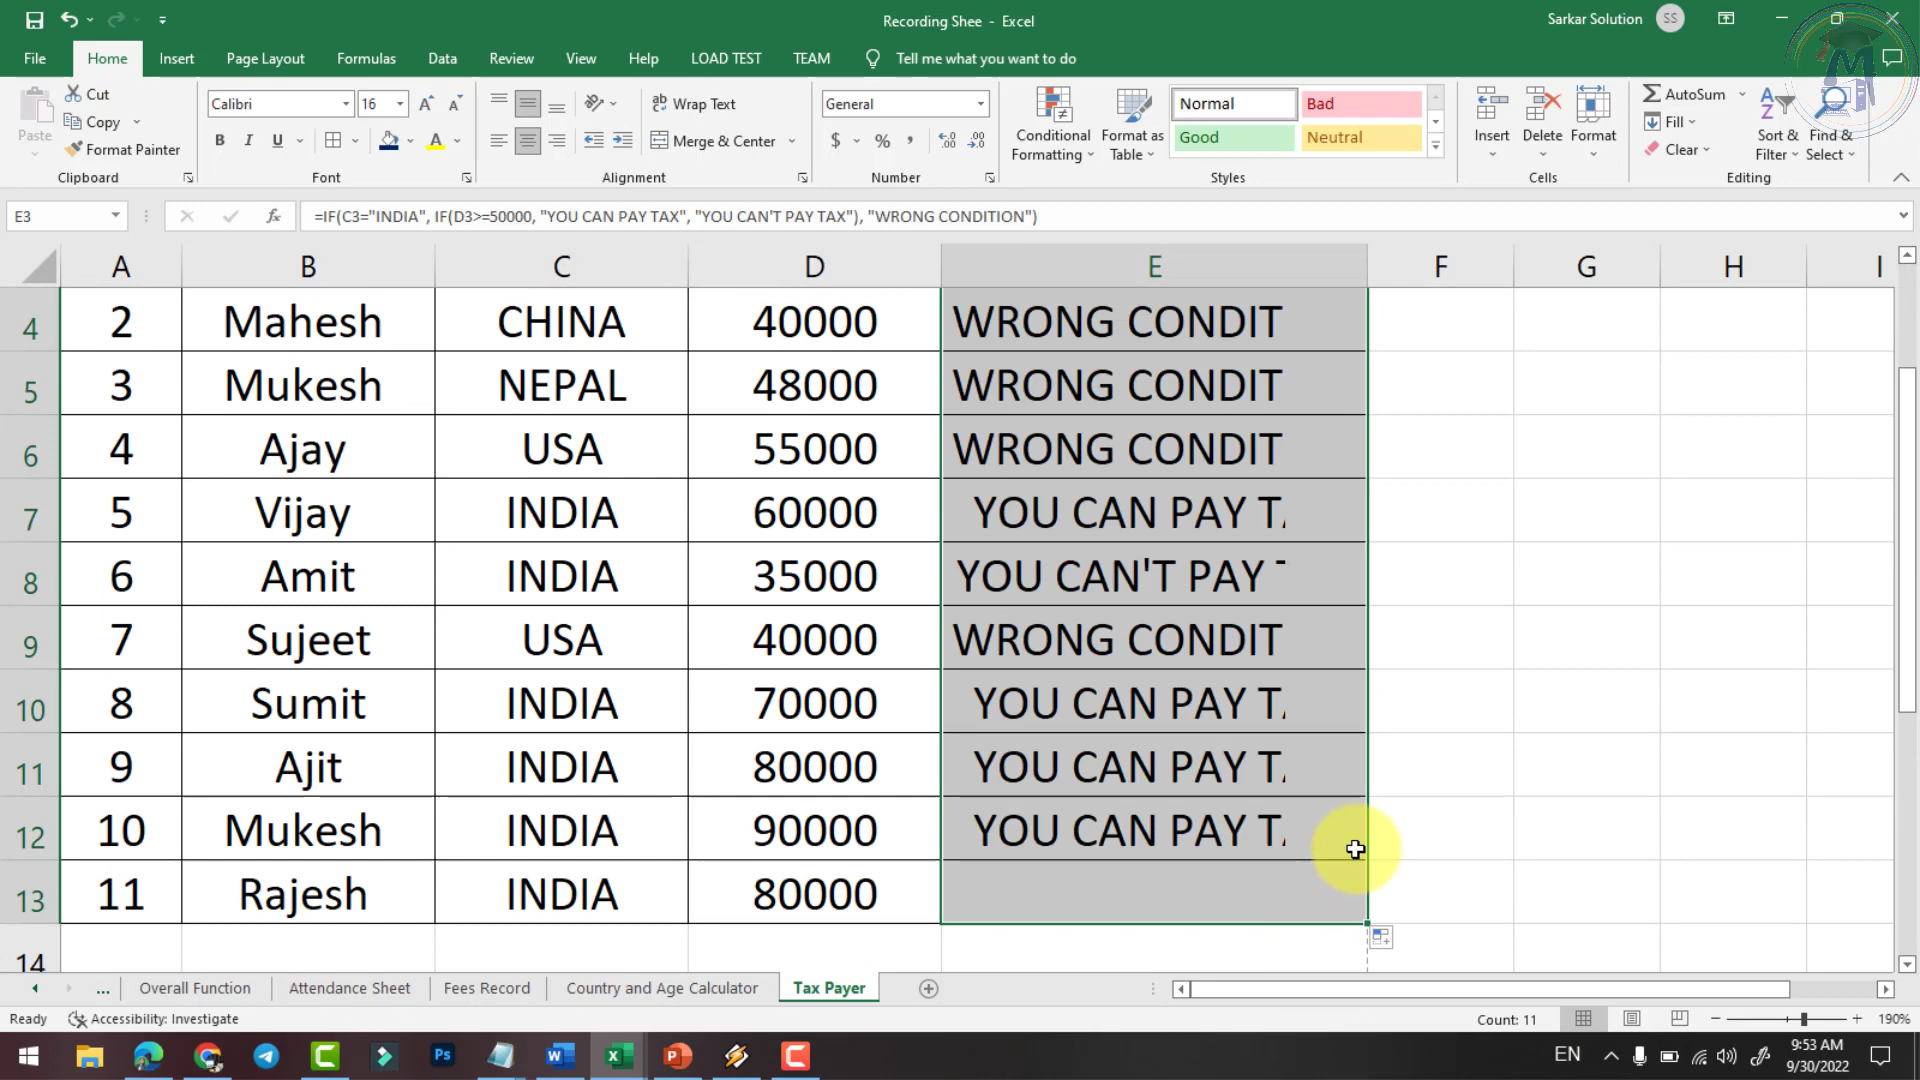 Recording Shee - Excel
Sarkar Solution
SS
File
Home
Insert
Page Layout
Formulas
Data
Review
View
Help
LOAD TEST
TEAM
Tell me what you want to do
Paste
Cut
Copy
Format Painter
Clipboard
Calibri
16
B I U
Font
Wrap Text
Merge & Center
Alignment
General
$ % ,
Number
Conditional
Formatting
Format as
Table
Normal
Bad
Good
Neutral
Styles
Insert
Delete
Format
Cells
AutoSum
Fill
Clear
Sort &
Filter
Find &
Select
Editing
E3
fx
=IF(C3="INDIA", IF(D3>=50000, "YOU CAN PAY TAX", "YOU CAN'T PAY TAX"), "WRONG CONDITION")
A B C D E F G H I
4 2 Mahesh CHINA 40000 WRONG CONDIT
5 3 Mukesh NEPAL 48000 WRONG CONDIT
6 4 Ajay USA 55000 WRONG CONDIT
7 5 Vijay INDIA 60000 YOU CAN PAY TA
8 6 Amit INDIA 35000 YOU CAN'T PAY T
9 7 Sujeet USA 40000 WRONG CONDIT
10 8 Sumit INDIA 70000 YOU CAN PAY TA
11 9 Ajit INDIA 80000 YOU CAN PAY TA
12 10 Mukesh INDIA 90000 YOU CAN PAY TA
13 11 Rajesh INDIA 80000
14
... Overall Function Attendance Sheet Fees Record Country and Age Calculator Tax Payer
Ready
Accessibility: Investigate
Count: 11
190%
EN
9:53 AM
9/30/2022